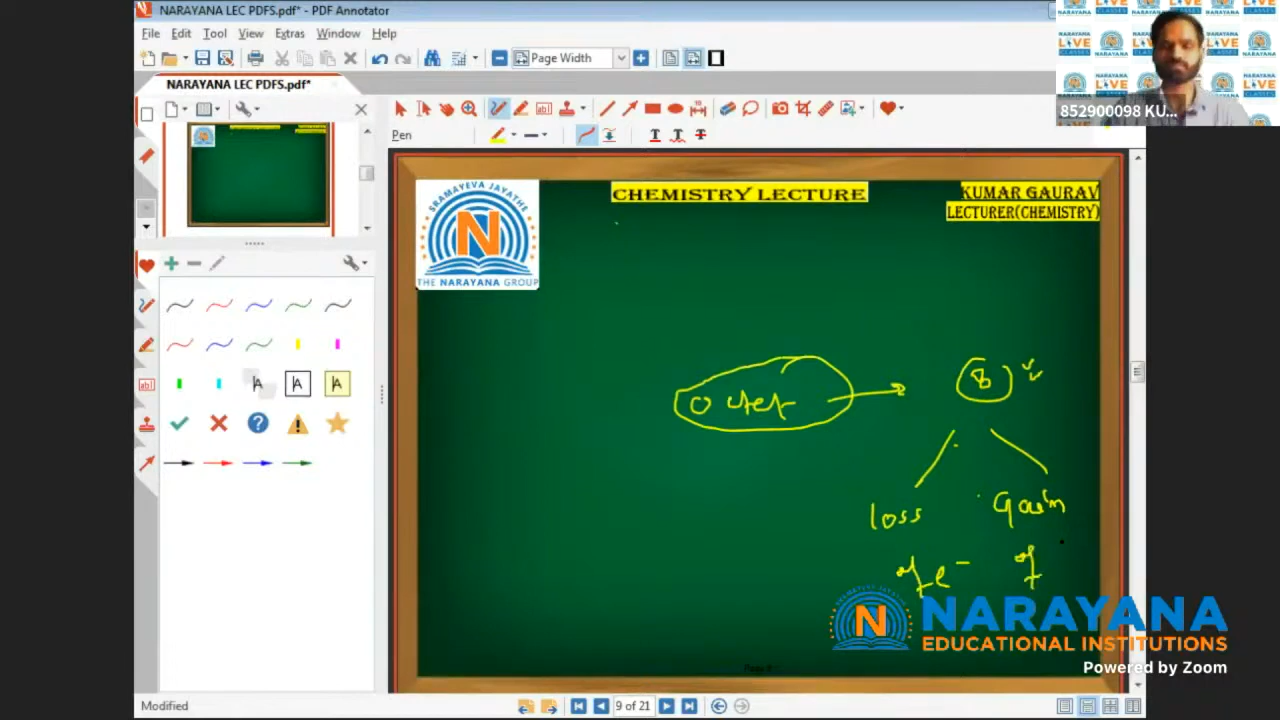 NARAYANA LEC PDFS.pdf* - PDF Annotator
File Edit Tool View Extras Window Help
Page Width
NARAYANA LEC PDFS.pdf*
Pen
852900098 KU...
SRAMAYEVA JAYATHE
N
THE NARAYANA GROUP
CHEMISTRY LECTURE
KUMAR GAURAV
LECTURER(CHEMISTRY)
Octet
8
loss Gain
of e⁻ of
NARAYANA
EDUCATIONAL INSTITUTIONS
Powered by Zoom
Modified
9 of 21